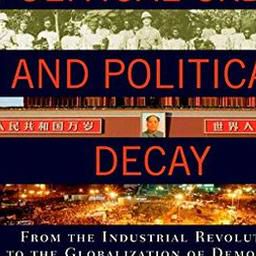 AND POLITICA
人民共和国万岁 世界人
DECAY
FROM THE INDUSTRIAL REVOLUT
TO THE GLOBALIZATION OF DEMO